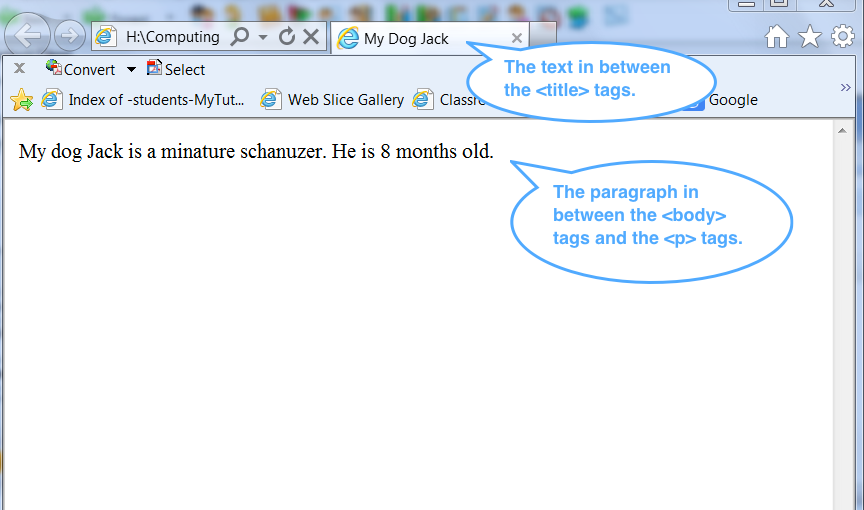 H:\Computing
My Dog Jack
The text in between
the <title> tags.
Convert
Select
Index of -students-MyTut...
Web Slice Gallery
Google
My dog Jack is a minature schanuzer. He is 8 months old.
The paragraph in
between the <body>
tags and the <p> tags.